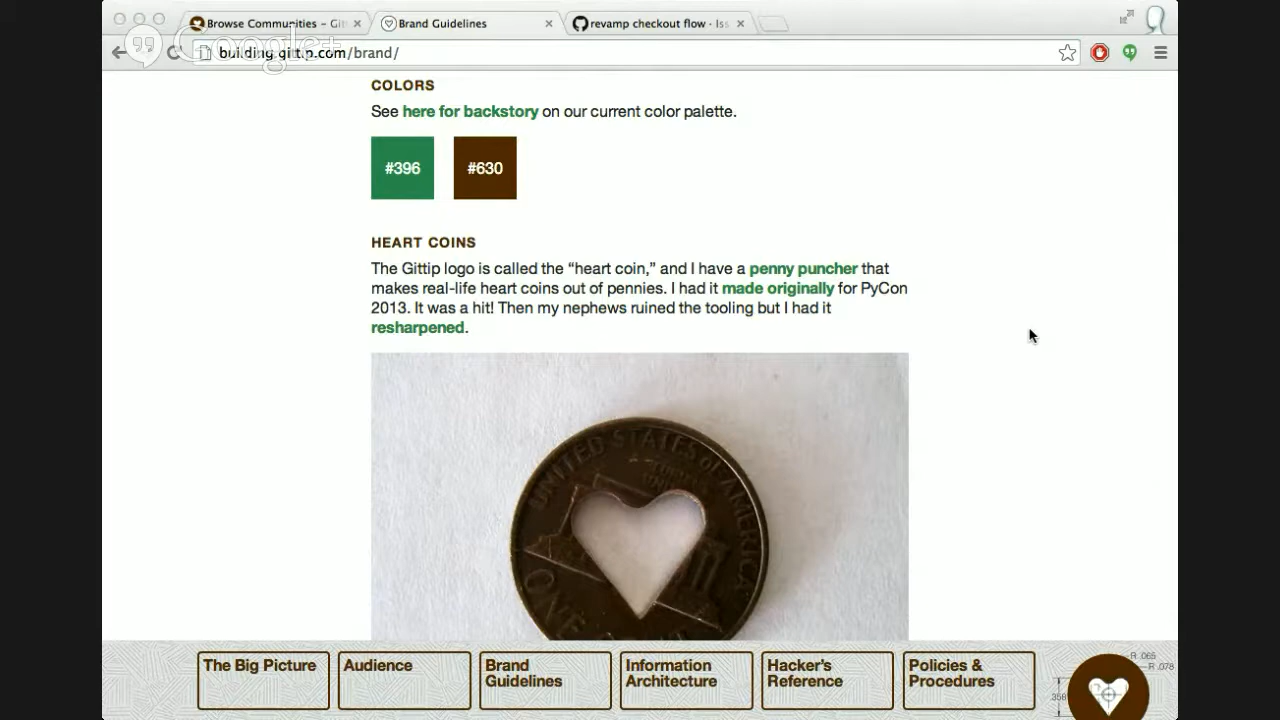 Browse Communities – Git
Brand Guidelines
revamp checkout flow · Iss
Google+
building.gittip.com/brand/
COLORS
See here for backstory on our current color palette.
#396
#630
HEART COINS
The Gittip logo is called the “heart coin,” and I have a penny puncher that
makes real-life heart coins out of pennies. I had it made originally for PyCon
2013. It was a hit! Then my nephews ruined the tooling but I had it
resharpened.
UNITED STATES of AMERICA
ONE
The Big Picture
Audience
Brand
Guidelines
Information
Architecture
Hacker's
Reference
Policies &
Procedures
R .065
R .078